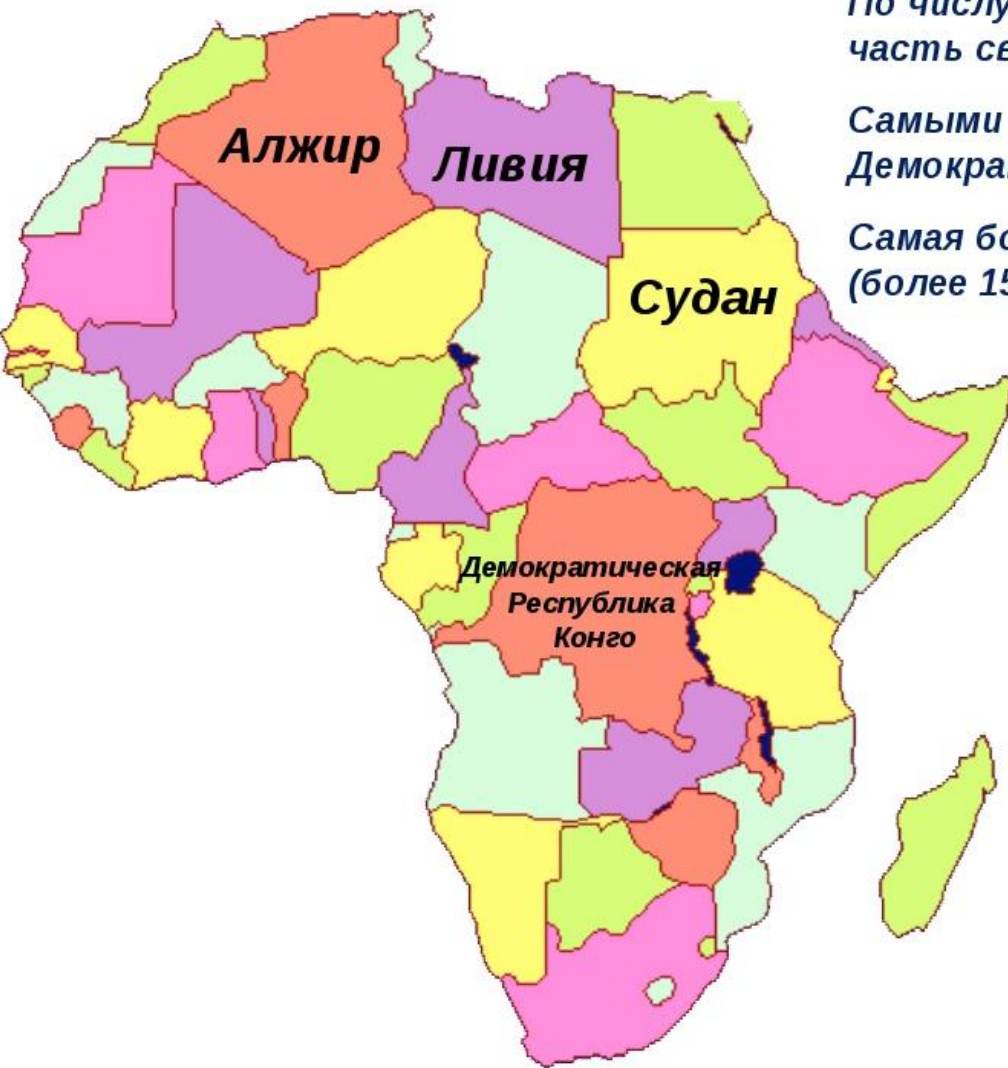 По числу
часть
Самыми
Самая
(более
Алжир
Ливия
Судан
Демократическая
Республика
Конго